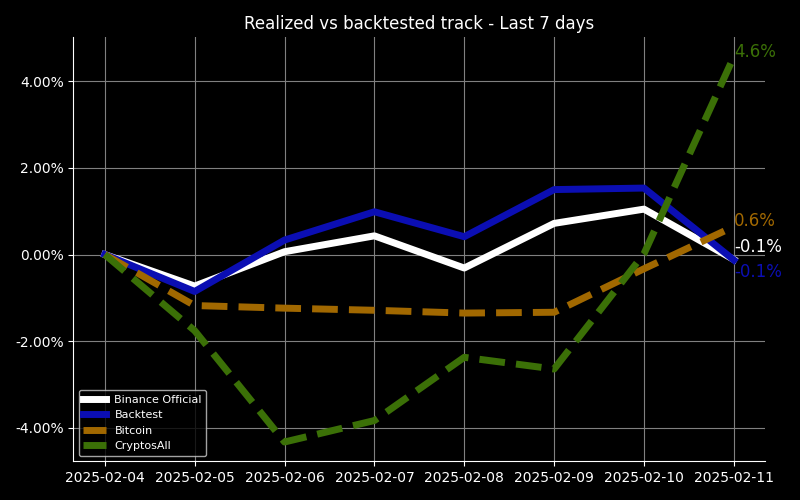 Realized vs backtested track - Last 7 days
4.6%
4.00%
2.00%
0.6%
0.00%
-0.1%
-0.1%
-2.00%
-4.00%
Binance Official
Backtest
Bitcoin
CryptosAll
2025-02-04 2025-02-05 2025-02-06 2025-02-07 2025-02-08 2025-02-09 2025-02-10 2025-02-11